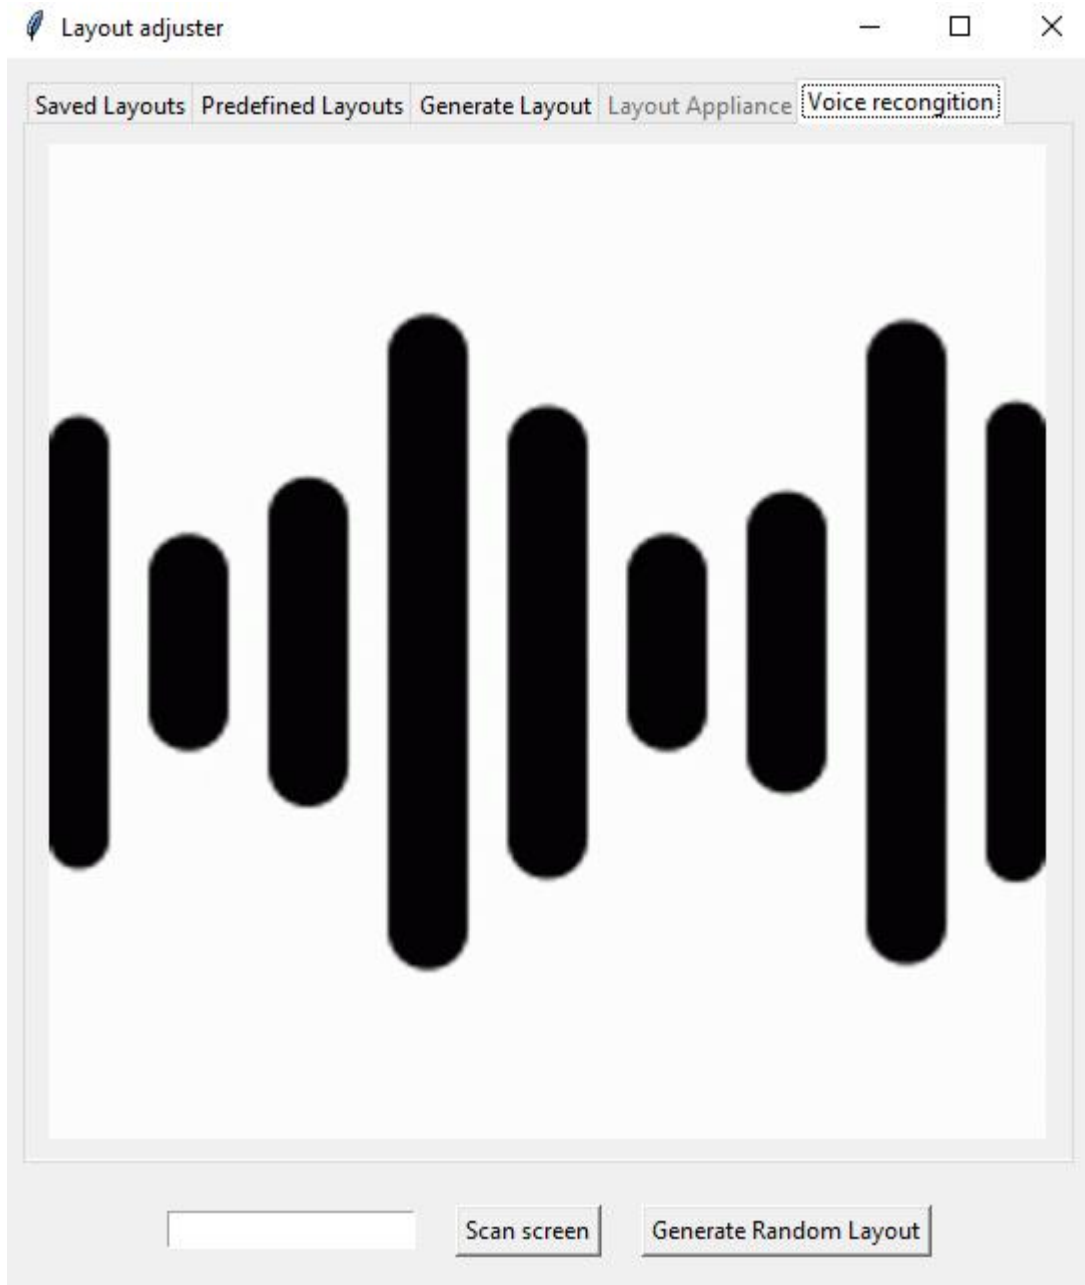 Layout adjuster
Saved Layouts Predefined Layouts Generate Layout Layout Appliance Voice recongition
Scan screen Generate Random Layout